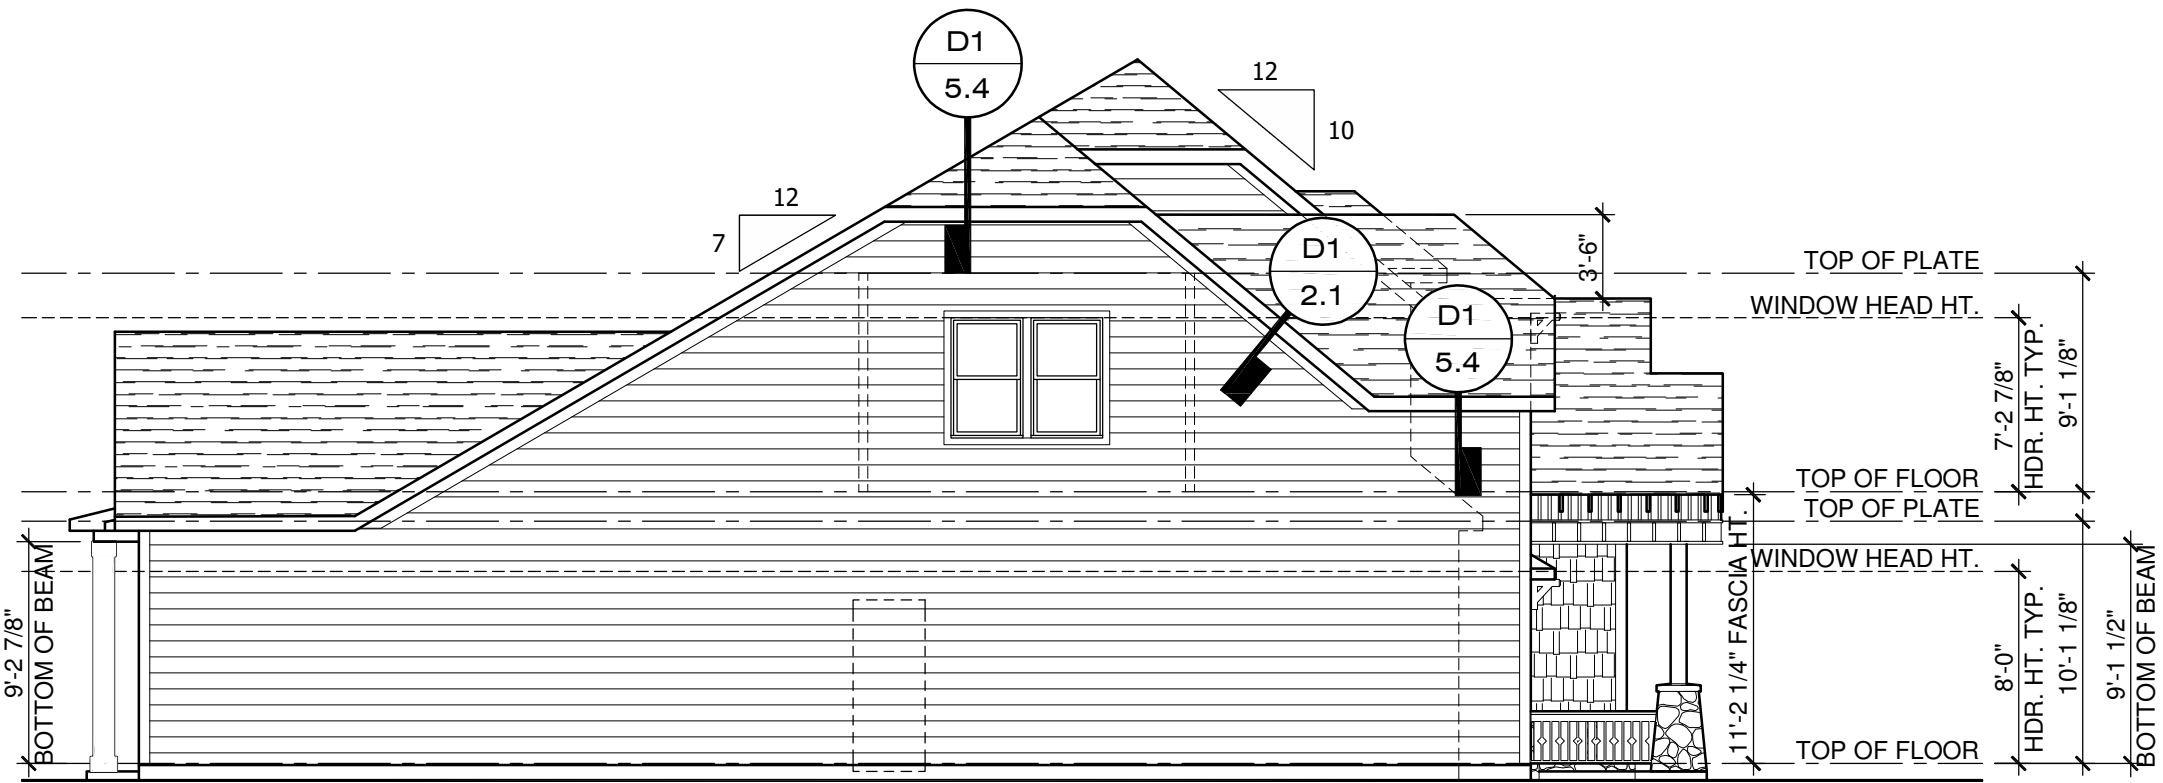 D1
5.4
12
10
12
7
D1
2.1
D1
5.4
3'-6"
TOP OF PLATE
WINDOW HEAD HT.
7'-2 7/8"
HDR. HT. TYP.
9'-1 1/8"
TOP OF FLOOR
TOP OF PLATE
WINDOW HEAD HT.
11'-2 1/4" FASCIA HT.
8'-0"
HDR. HT. TYP.
10'-1 1/8"
9'-1 1/2"
BOTTOM OF BEAM
TOP OF FLOOR
9'-2 7/8"
BOTTOM OF BEAM